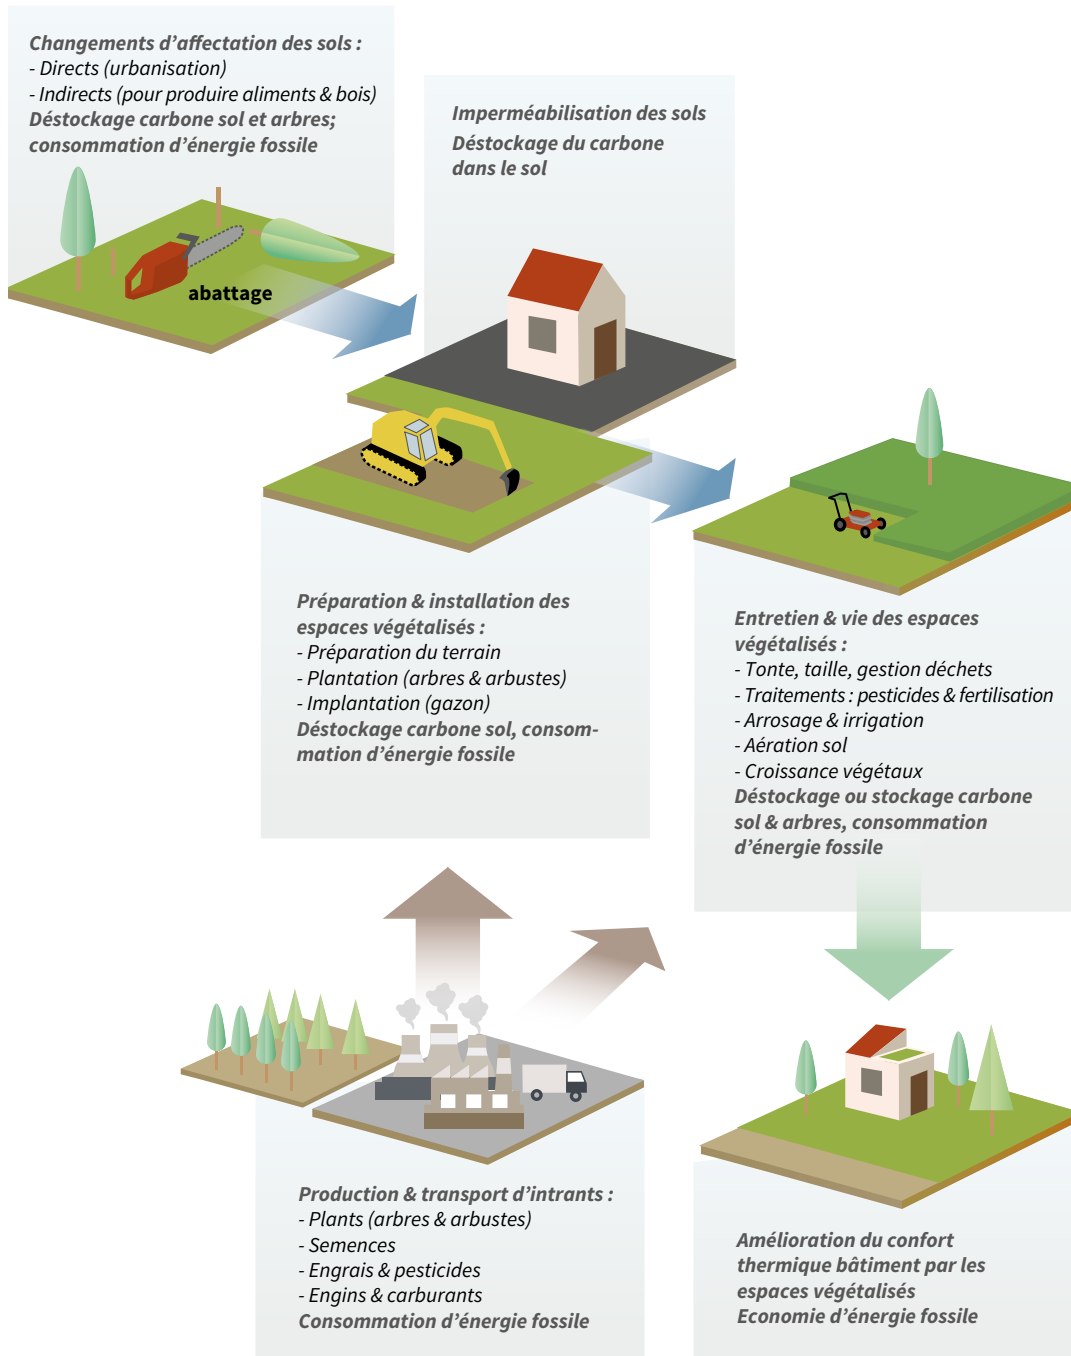 Changements d’affectation des sols :
- Directs (urbanisation)
- Indirects (pour produire aliments & bois)
Déstockage carbone sol et arbres;
consommation d’énergie fossile
abattage
Imperméabilisation des sols
Déstockage du carbone
dans le sol
Préparation & installation des
espaces végétalisés :
- Préparation du terrain
- Plantation (arbres & arbustes)
- Implantation (gazon)
Déstockage carbone sol, consom-
mation d’énergie fossile
Entretien & vie des espaces
végétalisés :
- Tonte, taille, gestion déchets
- Traitements : pesticides & fertilisation
- Arrosage & irrigation
- Aération sol
- Croissance végétaux
Déstockage ou stockage carbone
sol & arbres, consommation
d’énergie fossile
Production & transport d’intrants :
- Plants (arbres & arbustes)
- Semences
- Engrais & pesticides
- Engins & carburants
Consommation d’énergie fossile
Amélioration du confort
thermique bâtiment par les
espaces végétalisés
Economie d’énergie fossile